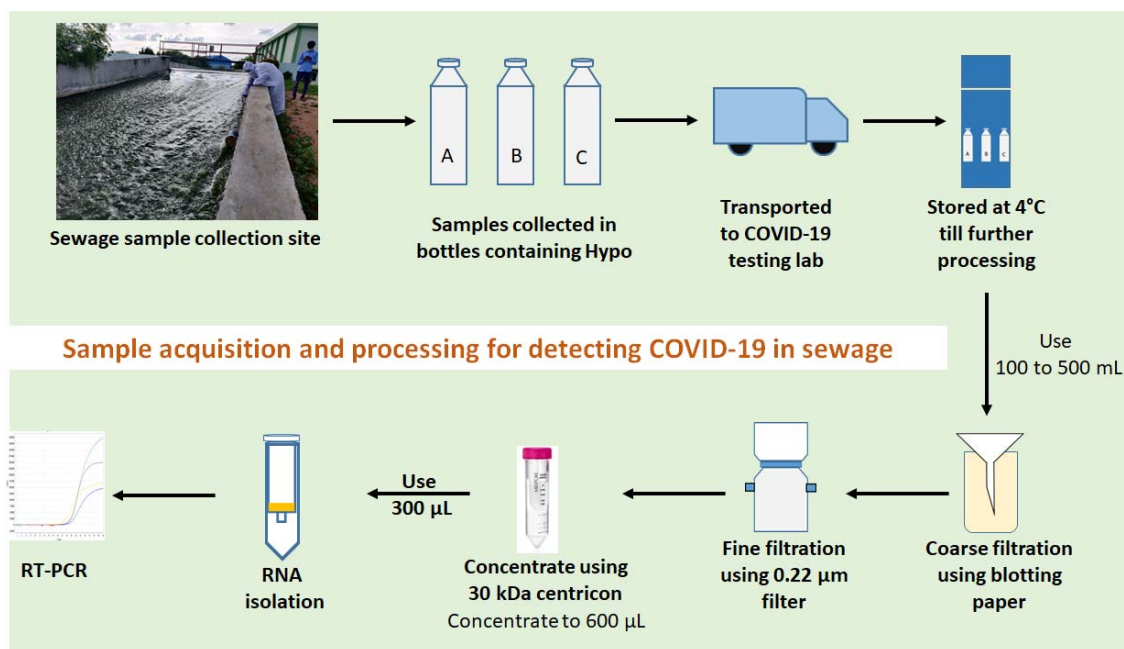 Sewage sample collection site
A
B
C
Samples collected in
bottles containing Hypo
Transported
to COVID-19
testing lab
A
B
C
Stored at 4°C
till further
processing
Sample acquisition and processing for detecting COVID-19 in sewage
Use
100 to 500 mL
Coarse filtration
using blotting
paper
Fine filtration
using 0.22 µm
filter
Concentrate using
30 kDa centricon
Concentrate to 600 µL
Use
300 µL
RNA
isolation
RT-PCR